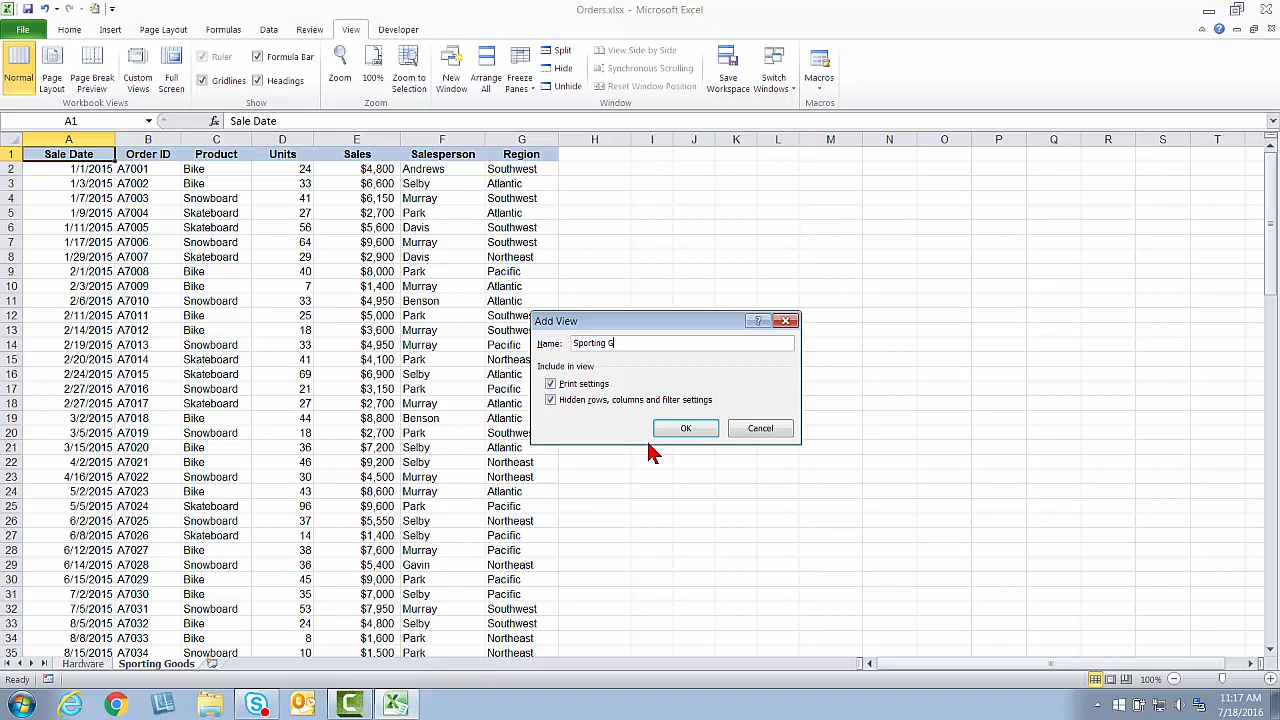 Orders.xlsx - Microsoft Excel
File Home Insert Page Layout Formulas Data Review View Developer
Normal Page Layout Page Break Preview Custom Views Full Screen Ruler Formula Bar Gridlines Headings Zoom 100% Zoom to Selection New Window Arrange All Freeze Panes Split Hide Unhide View Side by Side Synchronous Scrolling Reset Window Position Save Workspace Switch Windows Macros
Workbook Views Show Zoom Window Macros
A1 fx Sale Date
A B C D E F G H I J K L M N O P Q R S T
1 Sale Date Order ID Product Units Sales Salesperson Region
2 1/1/2015 A7001 Bike 24 $4,800 Andrews Southwest
3 1/3/2015 A7002 Bike 33 $6,600 Selby Atlantic
4 1/7/2015 A7003 Snowboard 41 $6,150 Murray Southwest
5 1/9/2015 A7004 Skateboard 27 $2,700 Park Atlantic
6 1/11/2015 A7005 Skateboard 56 $5,600 Davis Southwest
7 1/17/2015 A7006 Snowboard 64 $9,600 Murray Southwest
8 1/29/2015 A7007 Skateboard 29 $2,900 Davis Northeast
9 2/1/2015 A7008 Bike 40 $8,000 Park Pacific
10 2/3/2015 A7009 Bike 7 $1,400 Murray Pacific
11 2/6/2015 A7010 Snowboard 33 $4,950 Benson Atlantic
12 2/11/2015 A7011 Bike 25 $5,000 Park
13 2/14/2015 A7012 Bike 18 $3,600 Murray
14 2/19/2015 A7013 Snowboard 33 $4,950 Murray Pacific
15 2/20/2015 A7014 Skateboard 41 $4,100 Park
16 2/24/2015 A7015 Skateboard 69 $6,900 Selby Atlantic
17 2/27/2015 A7016 Snowboard 21 $3,150 Park Pacific
18 2/27/2015 A7017 Skateboard 27 $2,700 Murray
19 3/2/2015 A7018 Bike 44 $8,800 Benson Atlantic
20 3/5/2015 A7019 Snowboard 18 $2,700 Park
21 3/15/2015 A7020 Bike 36 $7,200 Selby Atlantic
22 4/2/2015 A7021 Bike 46 $9,200 Selby Northeast
23 4/16/2015 A7022 Snowboard 30 $4,500 Murray Northeast
24 5/2/2015 A7023 Bike 43 $8,600 Murray Atlantic
25 5/5/2015 A7024 Skateboard 96 $9,600 Park Pacific
26 6/2/2015 A7025 Snowboard 37 $5,550 Selby Northeast
27 6/8/2015 A7026 Skateboard 14 $1,400 Selby Pacific
28 6/12/2015 A7027 Bike 38 $7,600 Murray Pacific
29 6/14/2015 A7028 Snowboard 36 $5,400 Gavin Northeast
30 6/15/2015 A7029 Bike 45 $9,000 Park Pacific
31 7/2/2015 A7030 Bike 35 $7,000 Selby Pacific
32 7/5/2015 A7031 Snowboard 53 $7,950 Murray Southwest
33 8/5/2015 A7032 Bike 24 $4,800 Selby Southwest
34 8/8/2015 A7033 Bike 8 $1,600 Park Northeast
35 8/15/2015 A7034 Snowboard 10 $1,500 Park Northeast
Add View
Name: Sporting G
Include in view
Print settings
Hidden rows, columns and filter settings
OK Cancel
Hardware Sporting Goods
Ready 100%
11:17 AM
7/18/2016